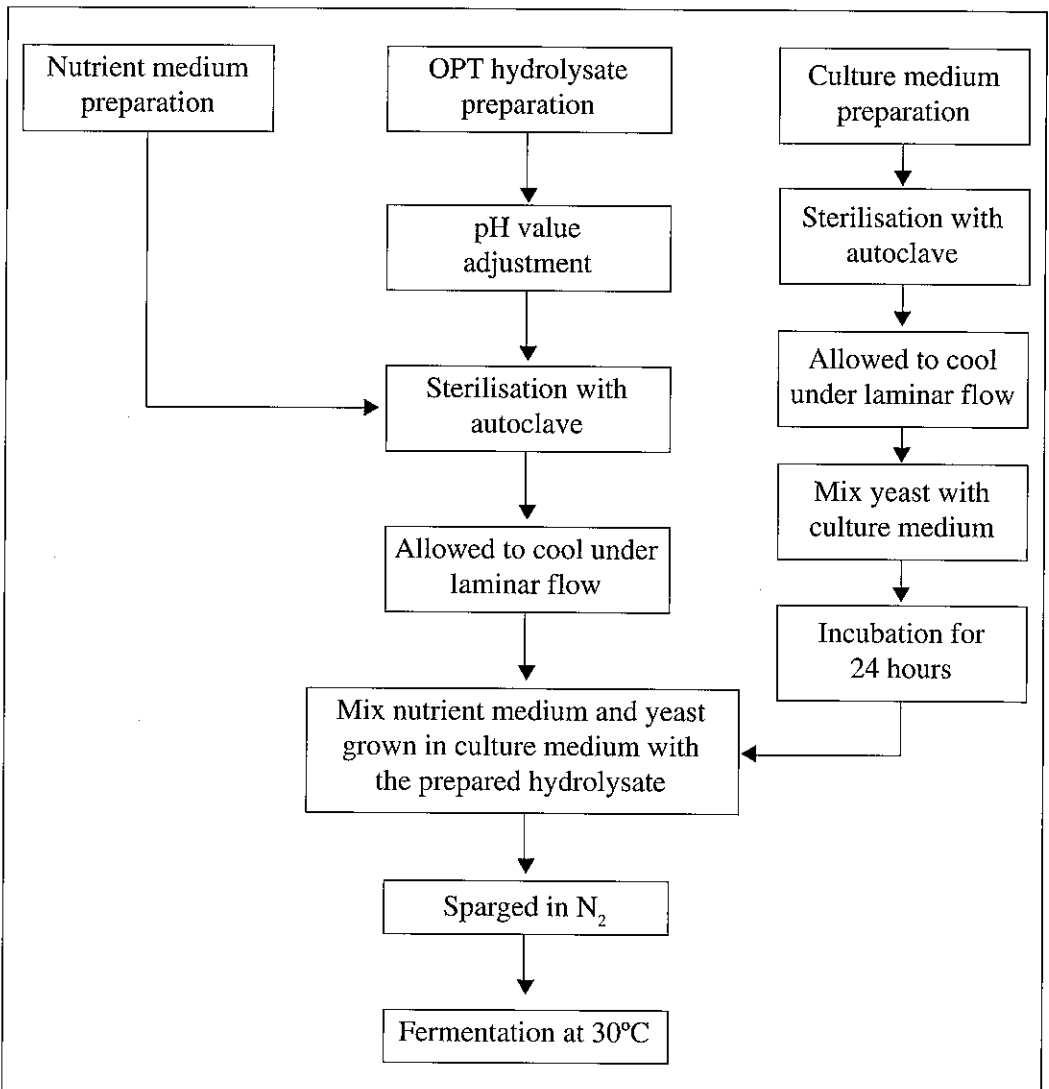 Nutrient medium
preparation
OPT hydrolysate
preparation
Culture medium
preparation
pH value
adjustment
Sterilisation with
autoclave
Sterilisation with
autoclave
Allowed to cool
under laminar flow
Mix yeast with
culture medium
Allowed to cool under
laminar flow
Incubation for
24 hours
Mix nutrient medium and yeast
grown in culture medium with
the prepared hydrolysate
Sparged in N₂
Fermentation at 30ºC